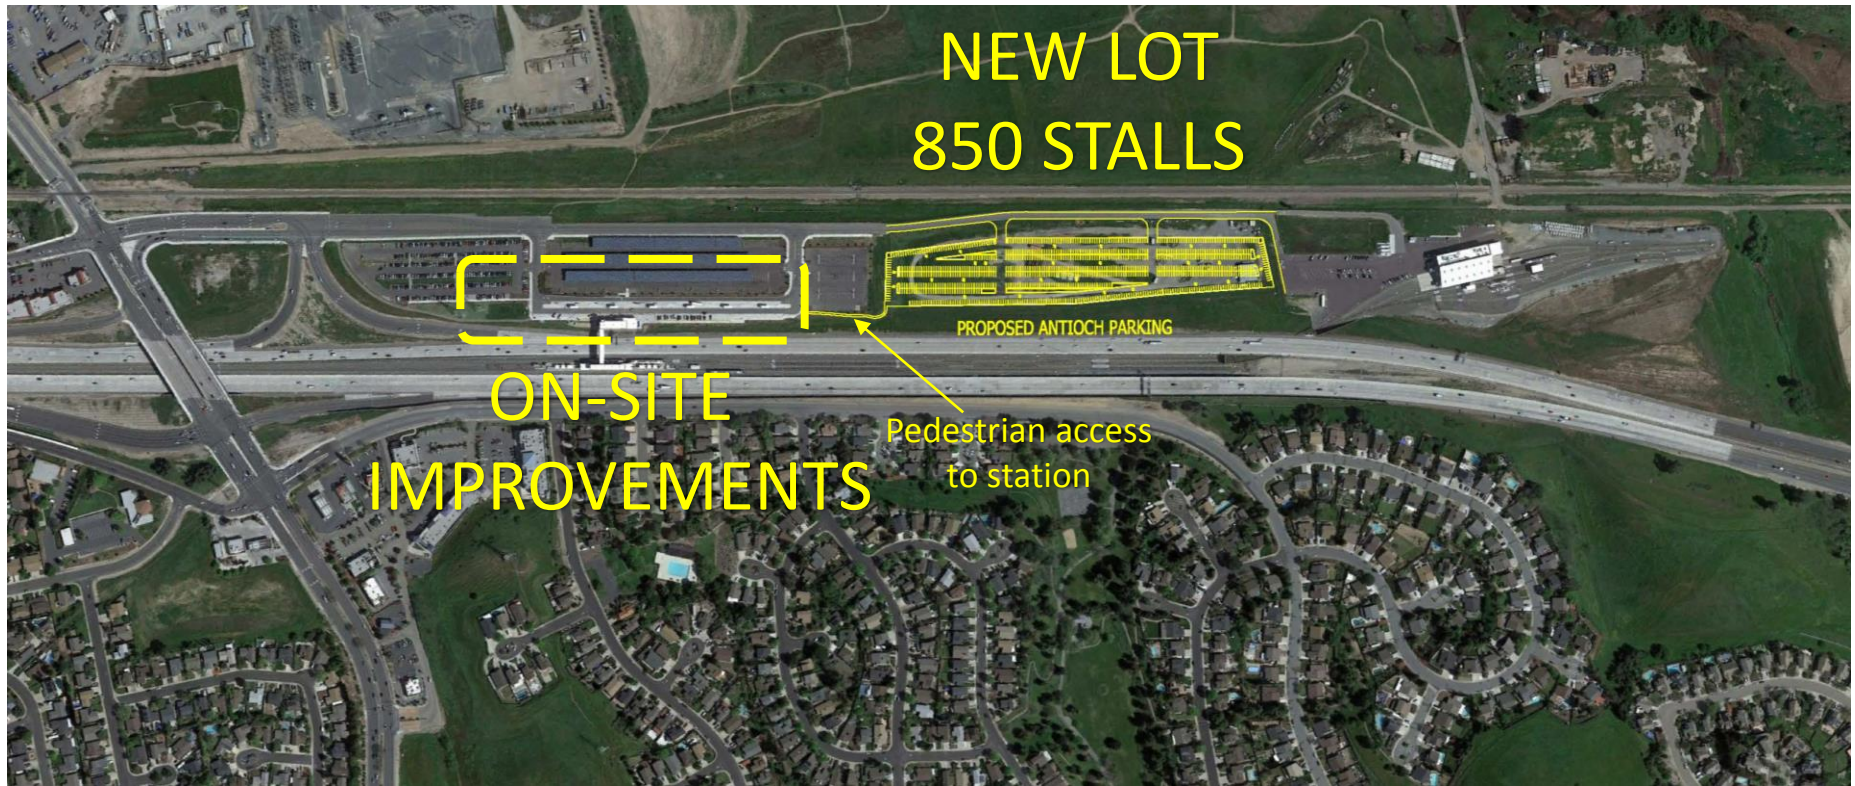 NEW LOT
850 STALLS
PROPOSED ANTIOCH PARKING
ON-SITE
IMPROVEMENTS
Pedestrian access
to station